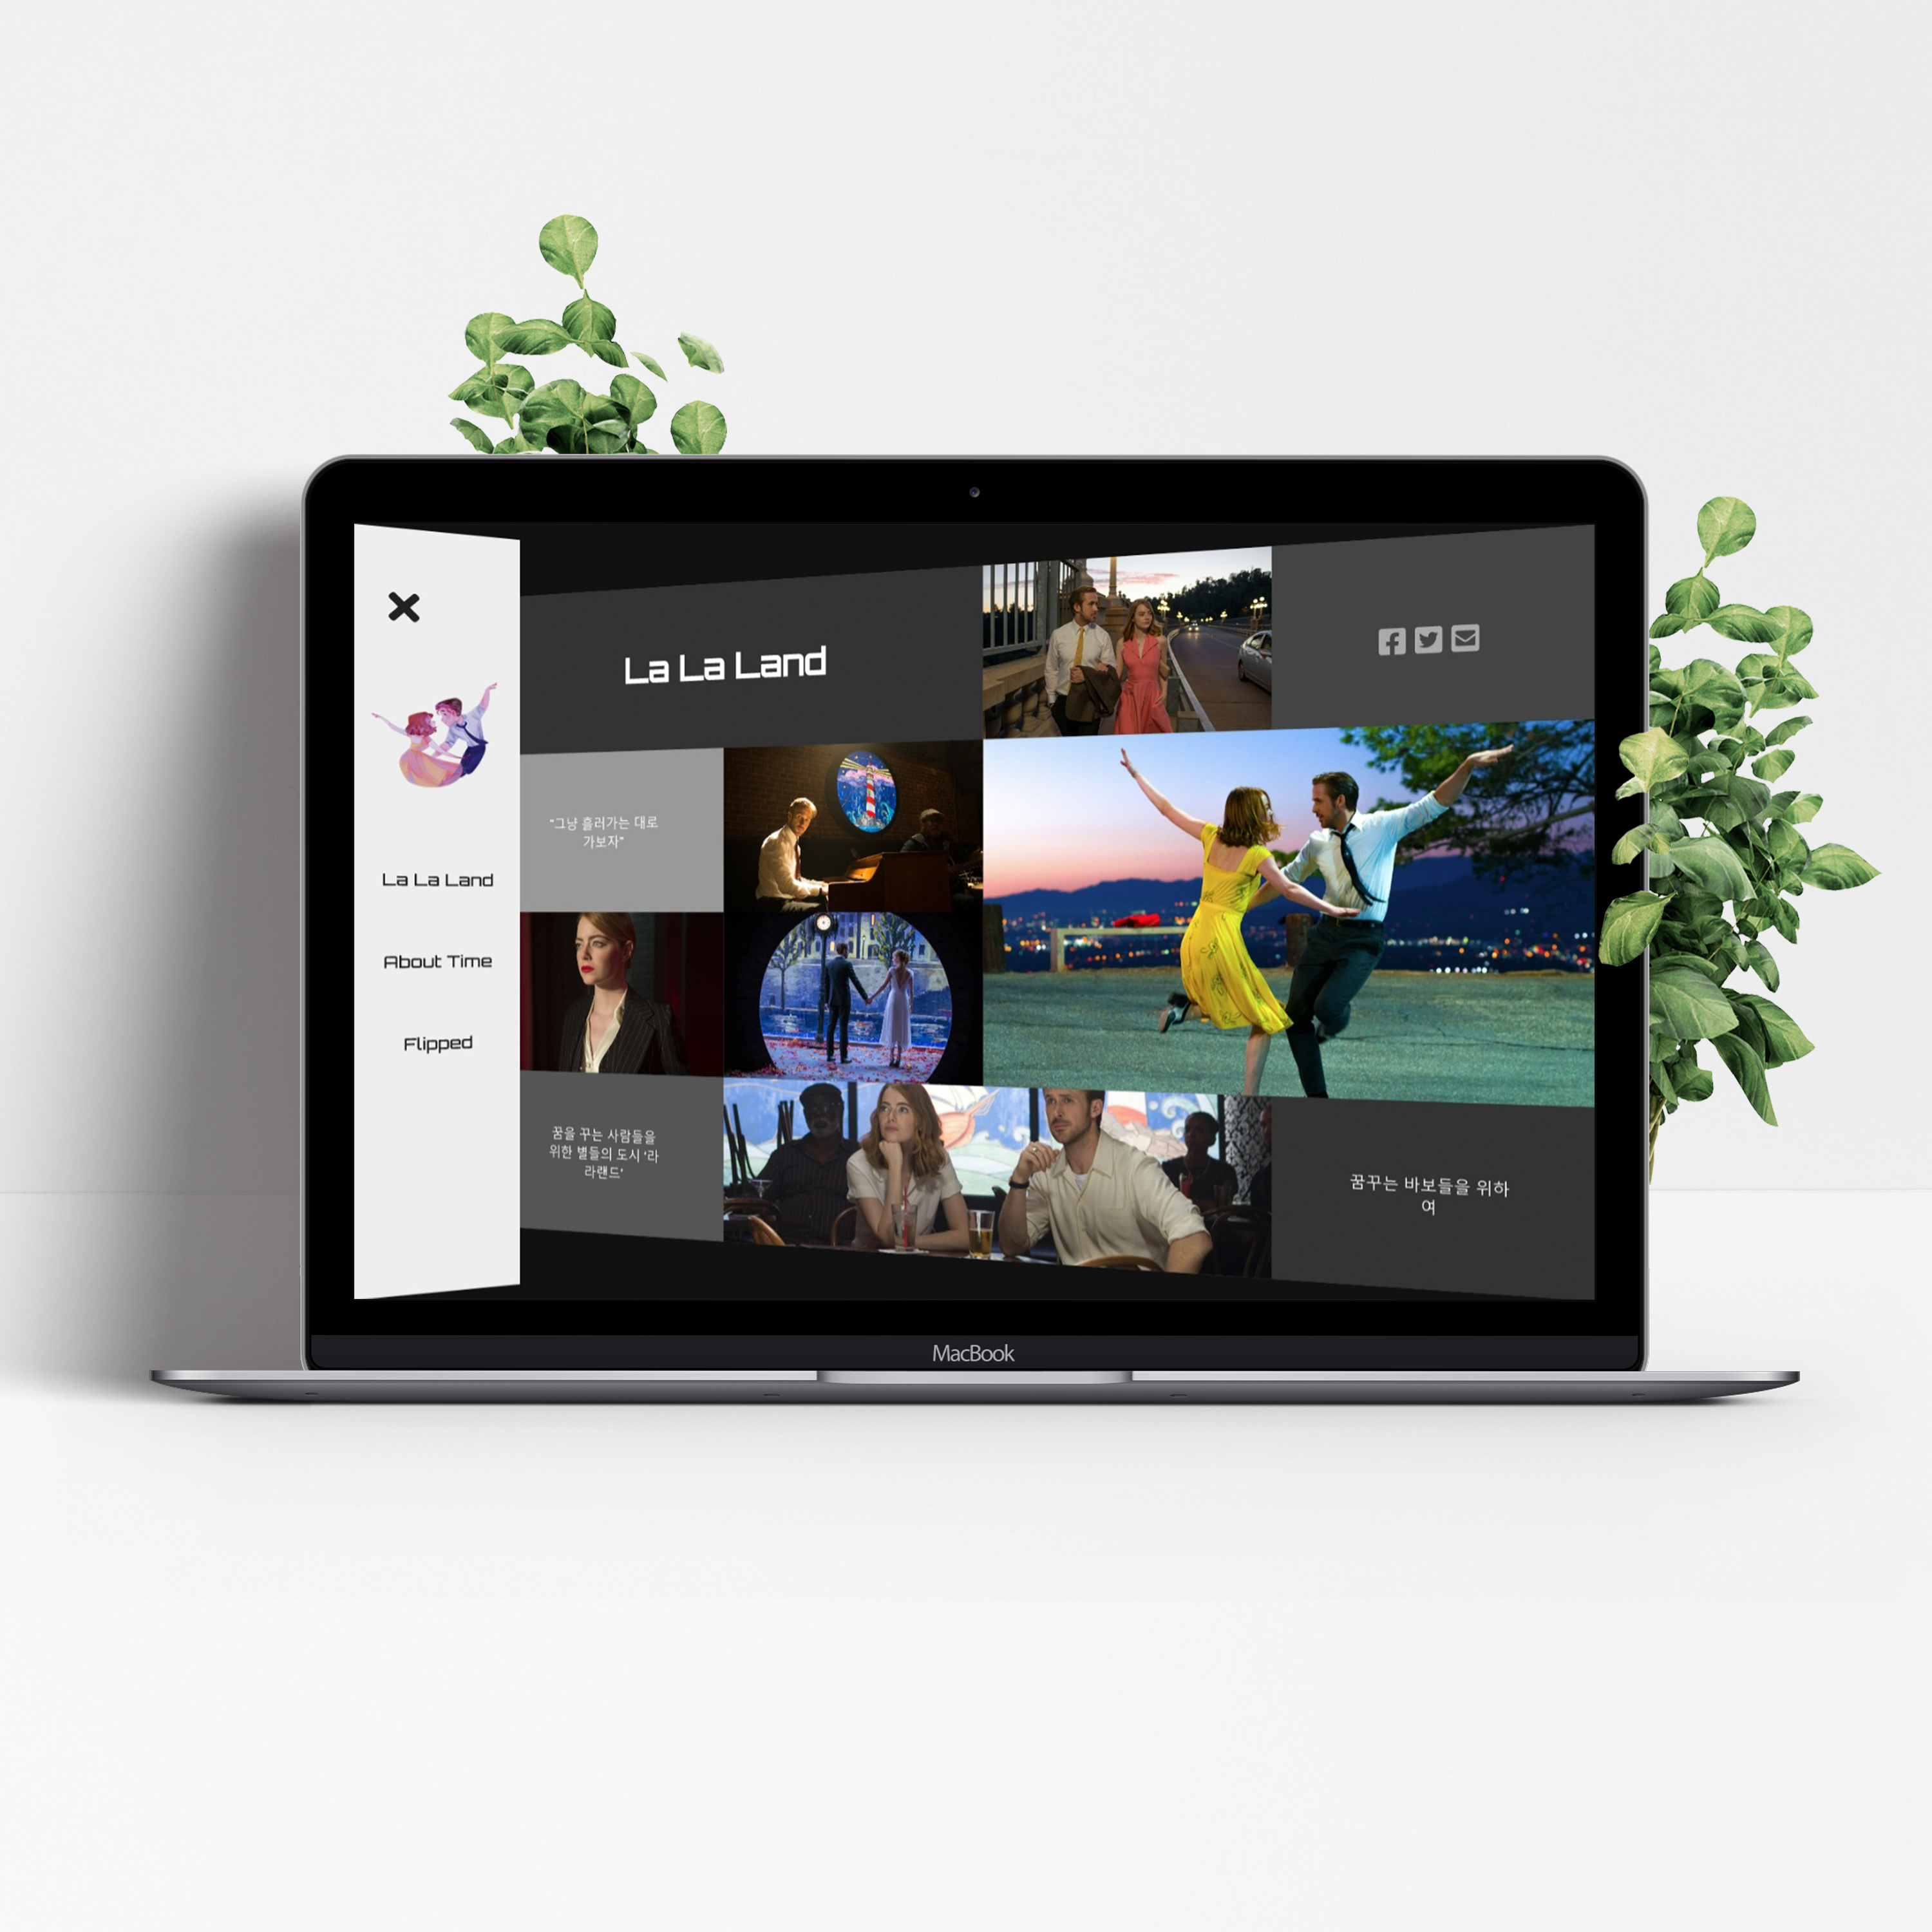 La La Land
About Time
Flipped
La La Land
“그냥 흘러가는 대로
가보자”
꿈을 꾸는 사람들을
위한 별들의 도시 '라
라랜드'
꿈꾸는 바보들을 위하
여
MacBook